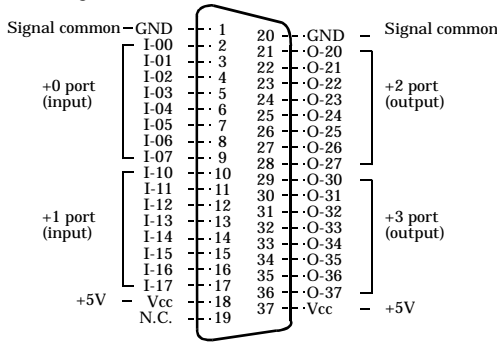 Signal common GND 1
I-00 2
I-01 3
I-02 4
I-03 5
I-04 6
I-05 7
I-06 8
I-07 9
I-10 10
I-11 11
I-12 12
I-13 13
I-14 14
I-15 15
I-16 16
I-17 17
+5V Vcc 18
N.C. 19
+0 port
(input)
+1 port
(input)
20 GND Signal common
21 O-20
22 O-21
23 O-22
24 O-23
25 O-24
26 O-25
27 O-26
28 O-27
29 O-30
30 O-31
31 O-32
32 O-33
33 O-34
34 O-35
35 O-36
36 O-37
37 Vcc +5V
+2 port
(output)
+3 port
(output)